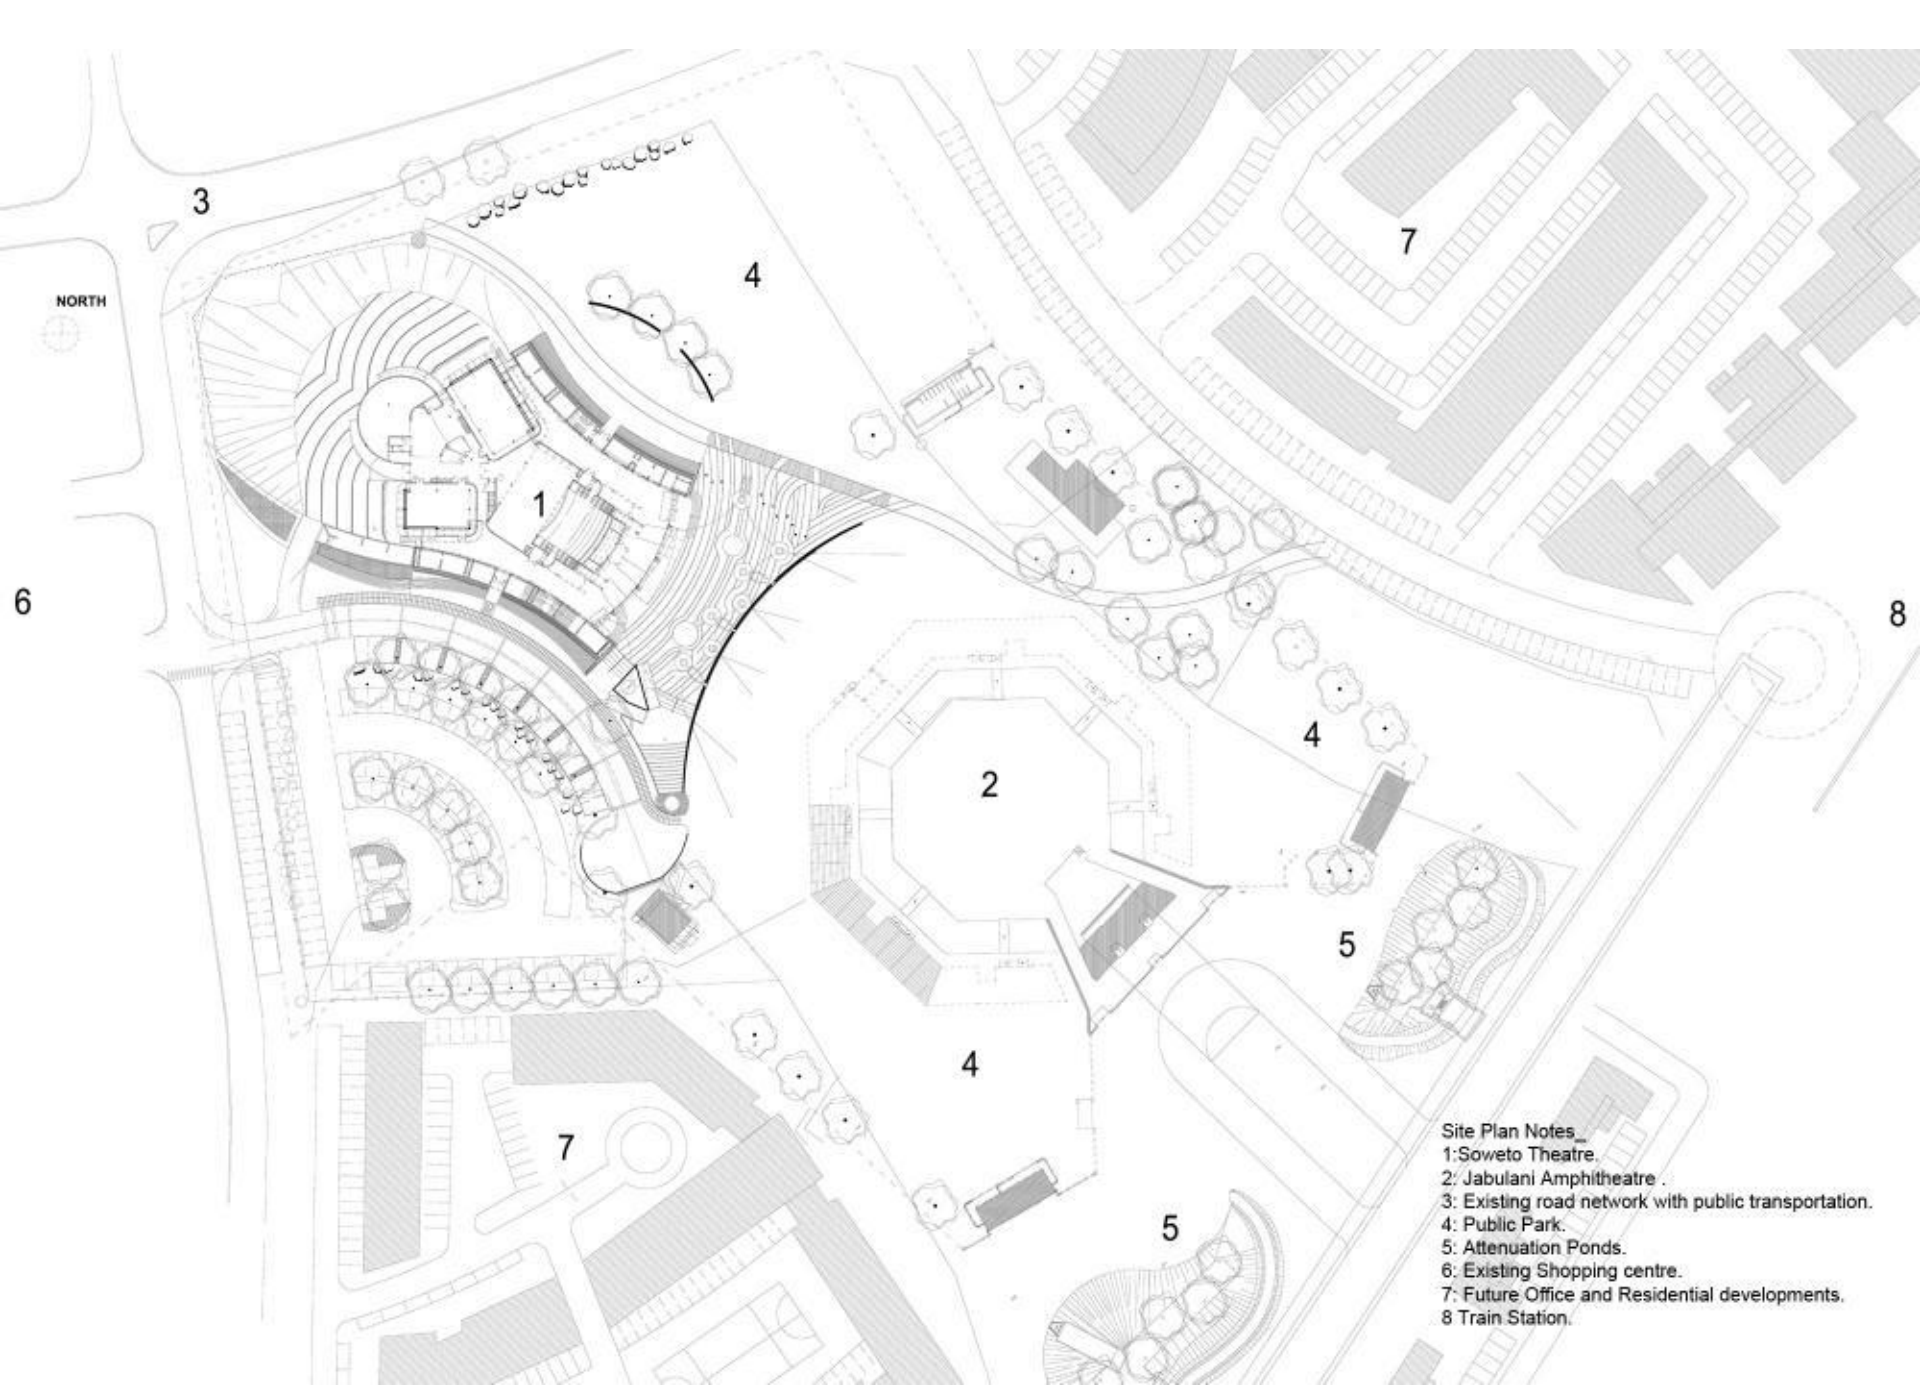 3
4
7
NORTH
1
6
8
4
2
5
4
7
5
Site Plan Notes_
1:Soweto Theatre.
2: Jabulani Amphitheatre .
3: Existing road network with public transportation.
4: Public Park.
5: Attenuation Ponds.
6: Existing Shopping centre.
7: Future Office and Residential developments.
8 Train Station.